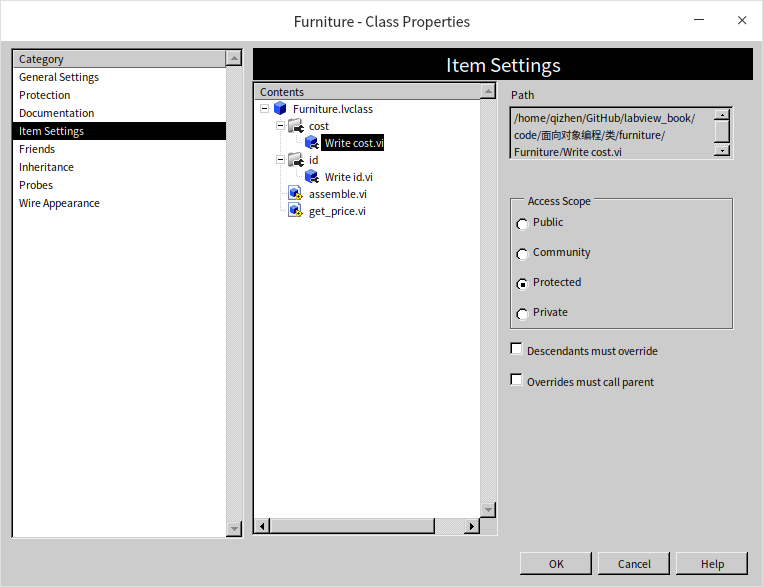 Furniture - Class Properties
Category
General Settings
Protection
Documentation
Item Settings
Friends
Inheritance
Probes
Wire Appearance
Item Settings
Contents
Furniture.lvclass
cost
Write cost.vi
id
Write id.vi
assemble.vi
get_price.vi
Path
/home/qizhen/GitHub/labview_book/
code/面向对象编程/类/furniture/
Furniture/Write cost.vi
Access Scope
Public
Community
Protected
Private
Descendants must override
Overrides must call parent
OK
Cancel
Help